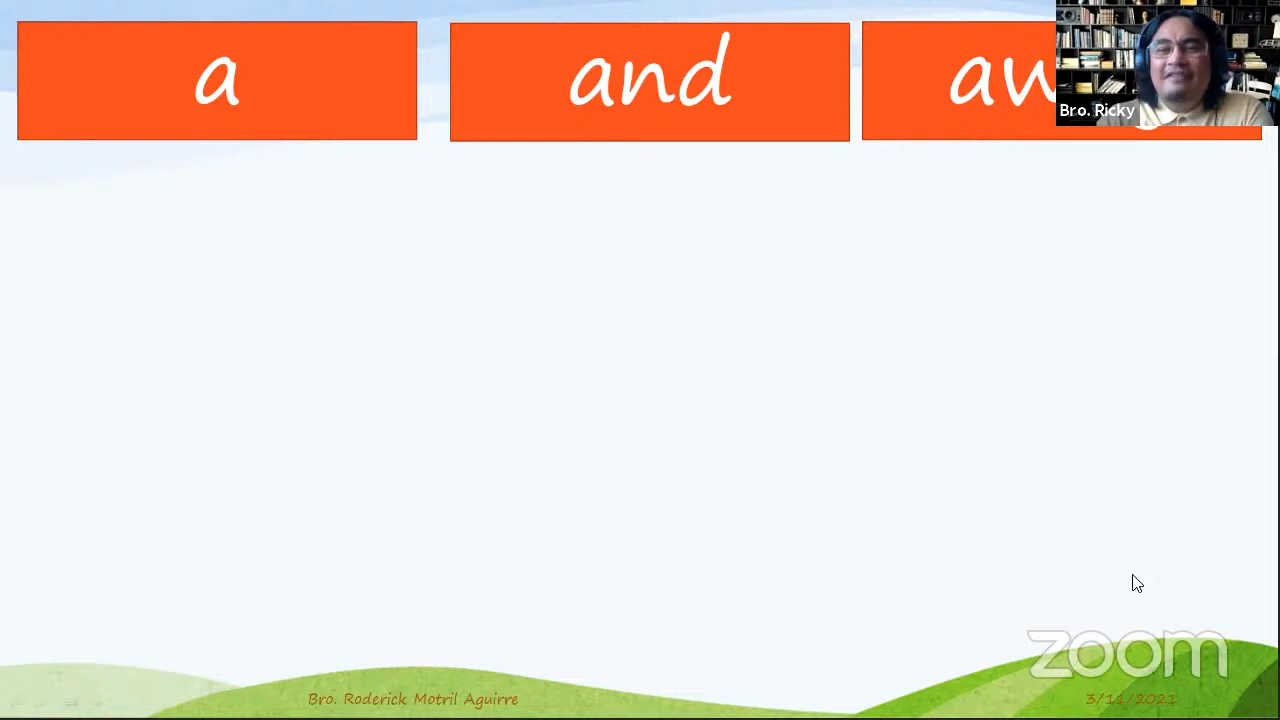 a
and
Bro. Ricky
zoom
Bro. Roderick Motril Aguirre
3/11/2021